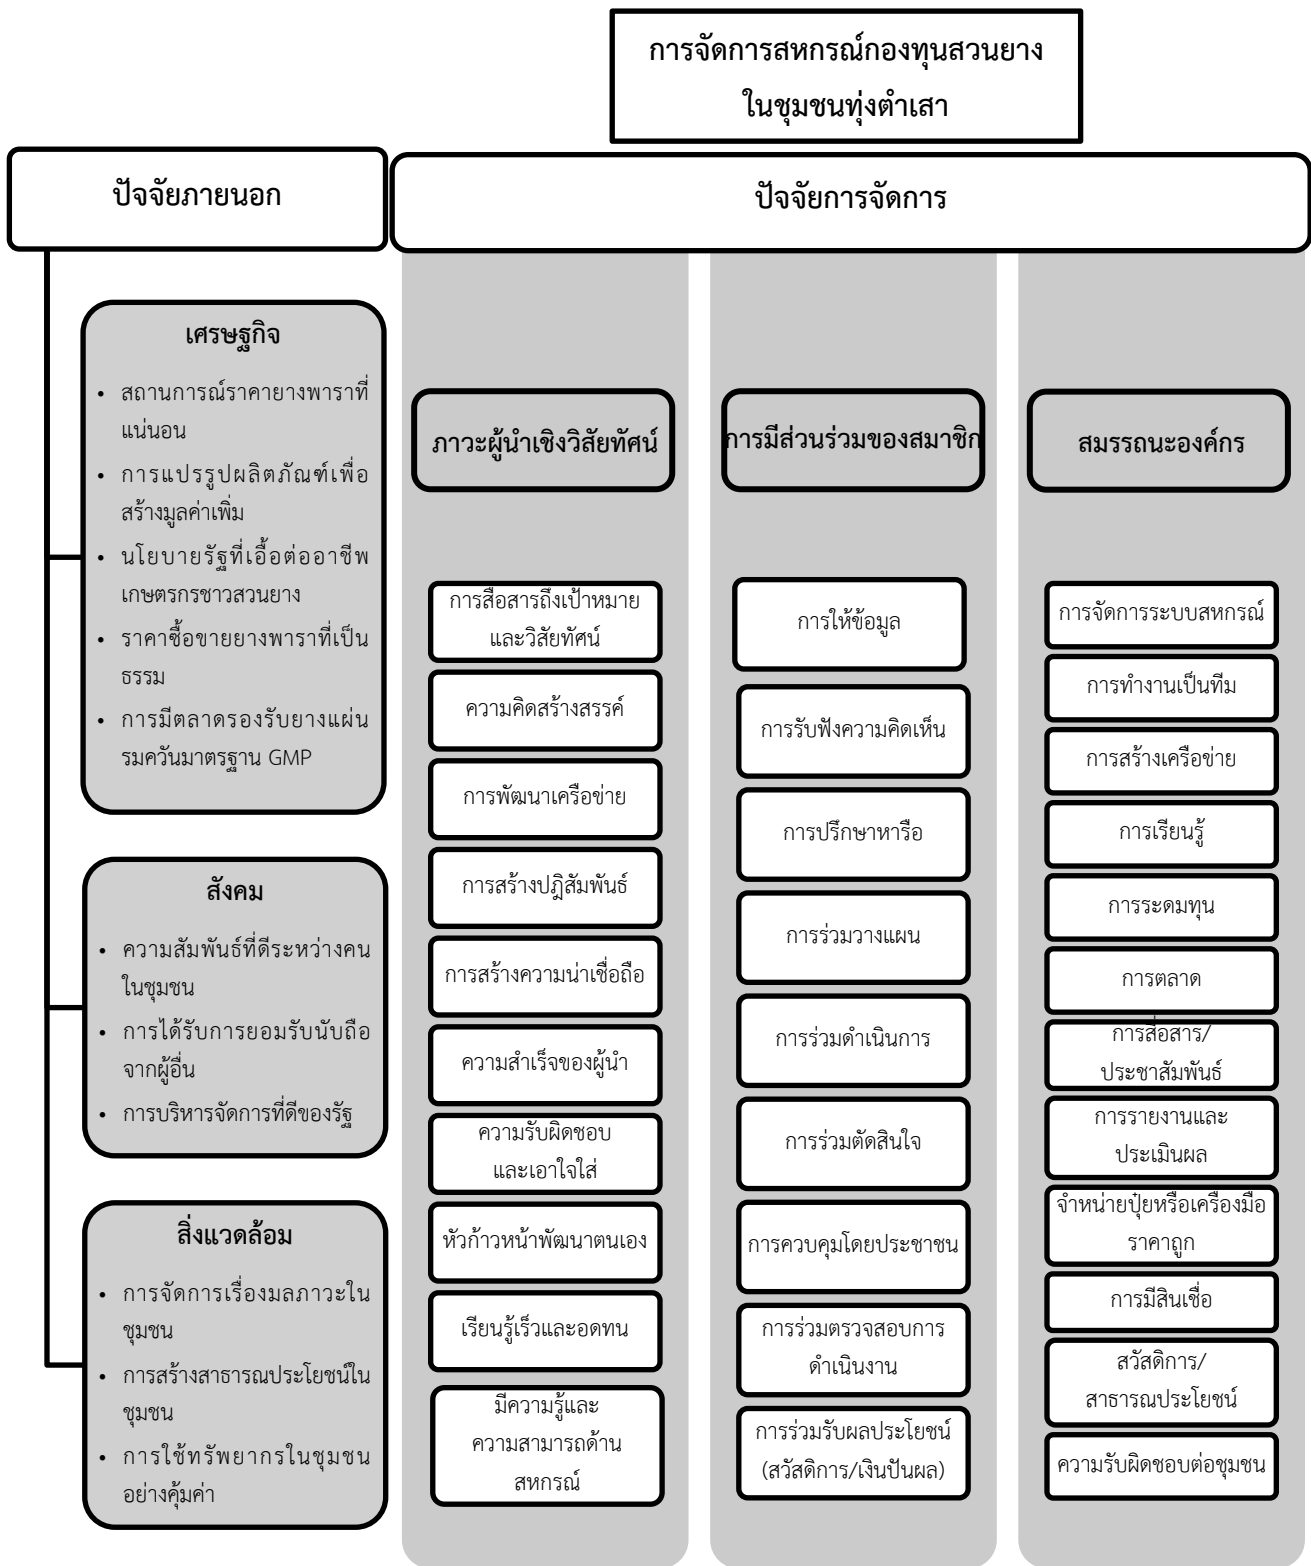 การจัดการสหกรณ์กองทุนสวนยาง
ในชุมชนทุ่งตำเสา
ปัจจัยภายนอก
ปัจจัยการจัดการ
เศรษฐกิจ
• สถานการณ์ราคายางพาราที่
แน่นอน
• การแปรรูปผลิตภัณฑ์เพื่อ
สร้างมูลค่าเพิ่ม
• นโยบายรัฐที่เอื้อต่ออาชีพ
เกษตรกรชาวสวนยาง
• ราคาซื้อขายยางพาราที่เป็น
ธรรม
• การมีตลาดรองรับยางแผ่น
รมควันมาตรฐาน GMP
สังคม
• ความสัมพันธ์ที่ดีระหว่างคน
ในชุมชน
• การได้รับการยอมรับนับถือ
จากผู้อื่น
• การบริหารจัดการที่ดีของรัฐ
สิ่งแวดล้อม
• การจัดการเรื่องมลภาวะใน
ชุมชน
• การสร้างสาธารณประโยชน์ใน
ชุมชน
• การใช้ทรัพยากรในชุมชน
อย่างคุ้มค่า
ภาวะผู้นำเชิงวิสัยทัศน์
การสื่อสารถึงเป้าหมาย
และวิสัยทัศน์
ความคิดสร้างสรรค์
การพัฒนาเครือข่าย
การสร้างปฏิสัมพันธ์
การสร้างความน่าเชื่อถือ
ความสำเร็จของผู้นำ
ความรับผิดชอบ
และเอาใจใส่
หัวก้าวหน้าพัฒนาตนเอง
เรียนรู้เร็วและอดทน
มีความรู้และ
ความสามารถด้าน
สหกรณ์
การมีส่วนร่วมของสมาชิก
การให้ข้อมูล
การรับฟังความคิดเห็น
การปรึกษาหารือ
การร่วมวางแผน
การร่วมดำเนินการ
การร่วมตัดสินใจ
การควบคุมโดยประชาชน
การร่วมตรวจสอบการ
ดำเนินงาน
การร่วมรับผลประโยชน์
(สวัสดิการ/เงินปันผล)
สมรรถนะองค์กร
การจัดการระบบสหกรณ์
การทำงานเป็นทีม
การสร้างเครือข่าย
การเรียนรู้
การระดมทุน
การตลาด
การสื่อสาร/
ประชาสัมพันธ์
การรายงานและ
ประเมินผล
จำหน่ายปุ๋ยหรือเครื่องมือ
ราคาถูก
การมีสินเชื่อ
สวัสดิการ/
สาธารณประโยชน์
ความรับผิดชอบต่อชุมชน